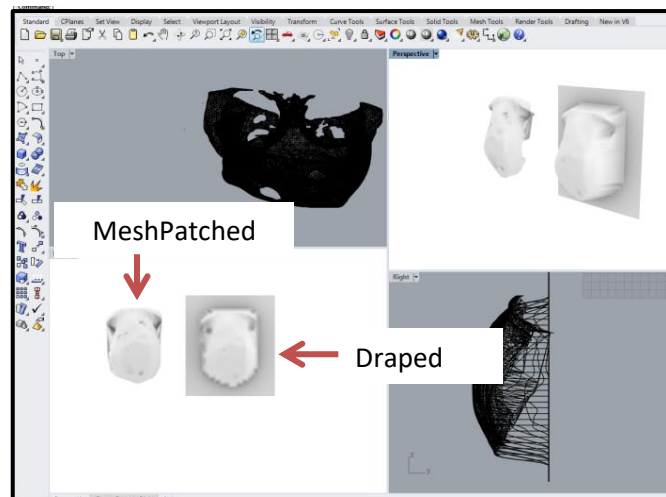 Command:
Standard CPlanes Set View Display Select Viewport Layout Visibility Transform Curve Tools Surface Tools Solid Tools Mesh Tools Render Tools Drafting New in V6
Top
Perspective
MeshPatched
Right
Draped
z
y